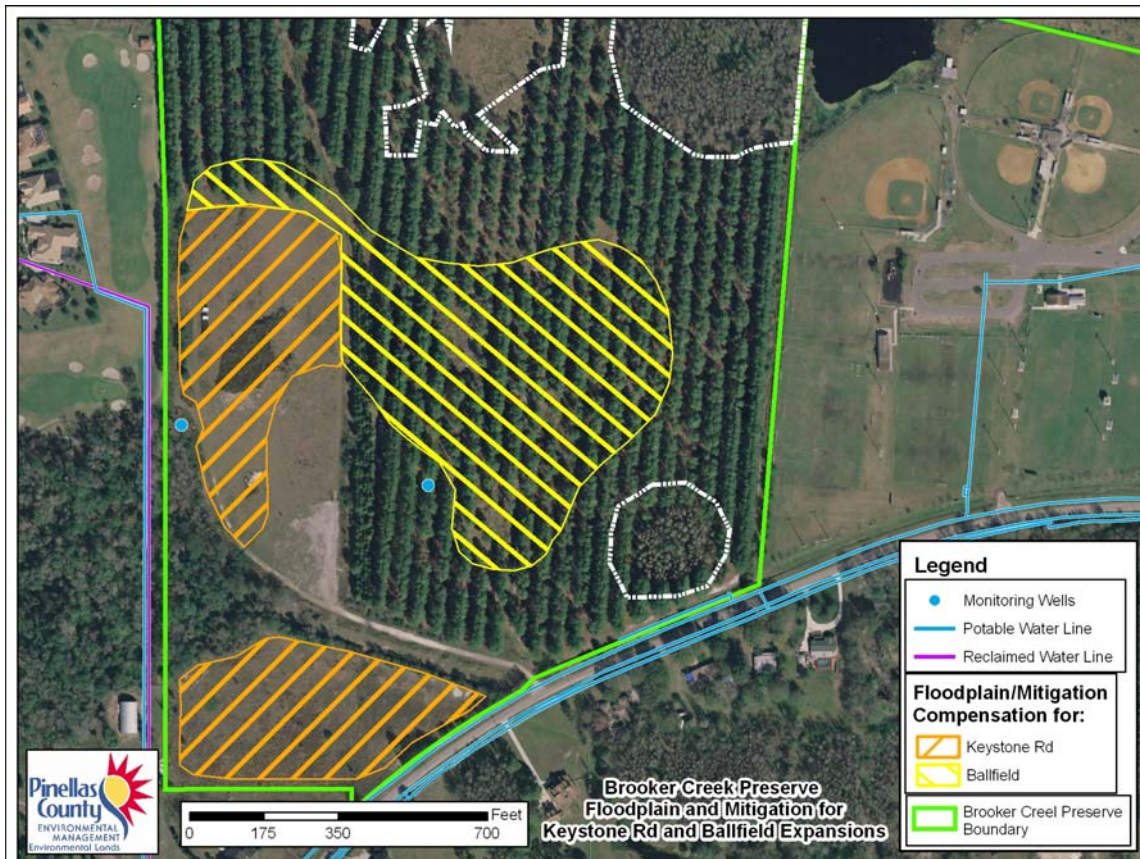 Legend
Monitoring Wells
Potable Water Line
Reclaimed Water Line
Floodplain/Mitigation
Compensation for:
Keystone Rd
Ballfield
Brooker Creel Preserve
Boundary
Pinellas
County
ENVIRONMENTAL
MANAGEMENT
Environmental Lands
Feet
0 175 350 700
Brooker Creek Preserve
Floodplain and Mitigation for
Keystone Rd and Ballfield Expansions